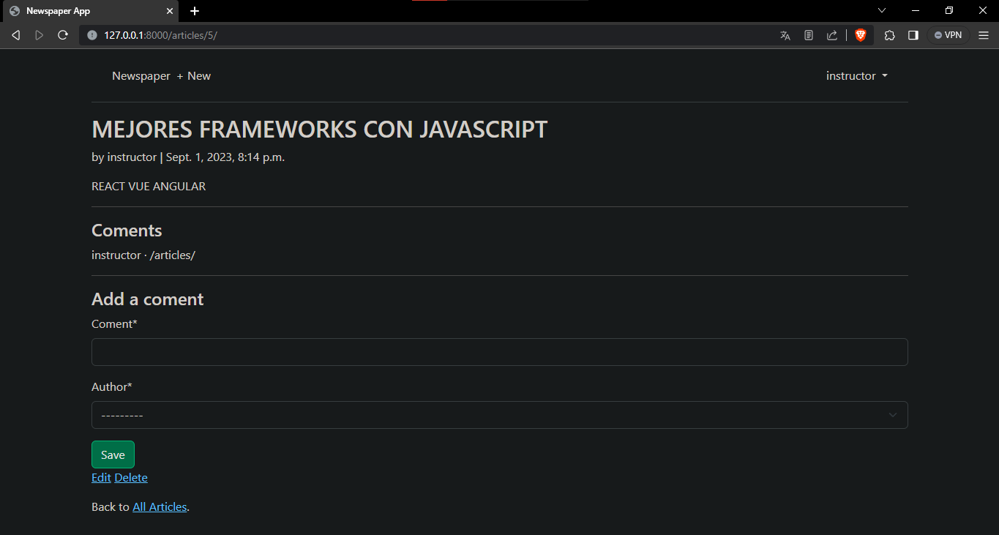 Newspaper App
127.0.0.1:8000/articles/5/
VPN
Newspaper + New
instructor
MEJORES FRAMEWORKS CON JAVASCRIPT
by instructor | Sept. 1, 2023, 8:14 p.m.
REACT VUE ANGULAR
Coments
instructor · /articles/
Add a coment
Coment*
Author*
---------
Save
Edit Delete
Back to All Articles.